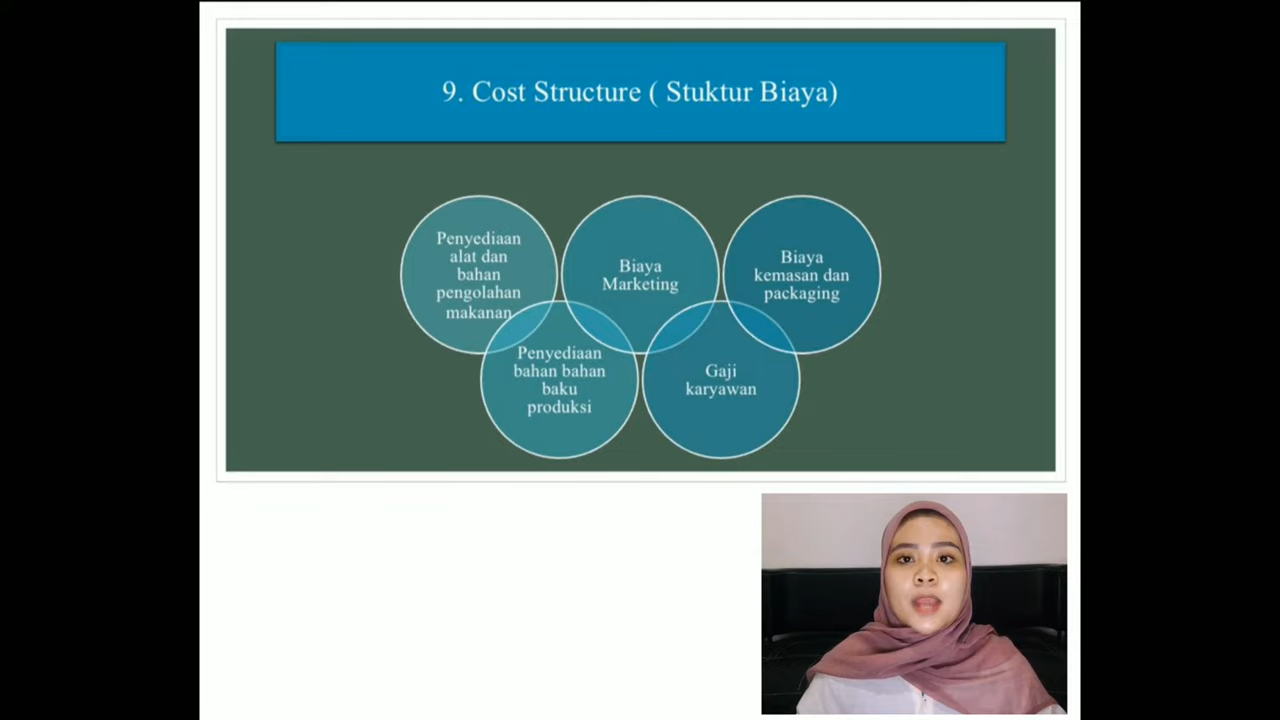 9. Cost Structure ( Stuktur Biaya)
Penyediaan
alat dan
bahan
pengolahan
makanan
Biaya
Marketing
Biaya
kemasan dan
packaging
Penyediaan
bahan bahan
baku
produksi
Gaji
karyawan